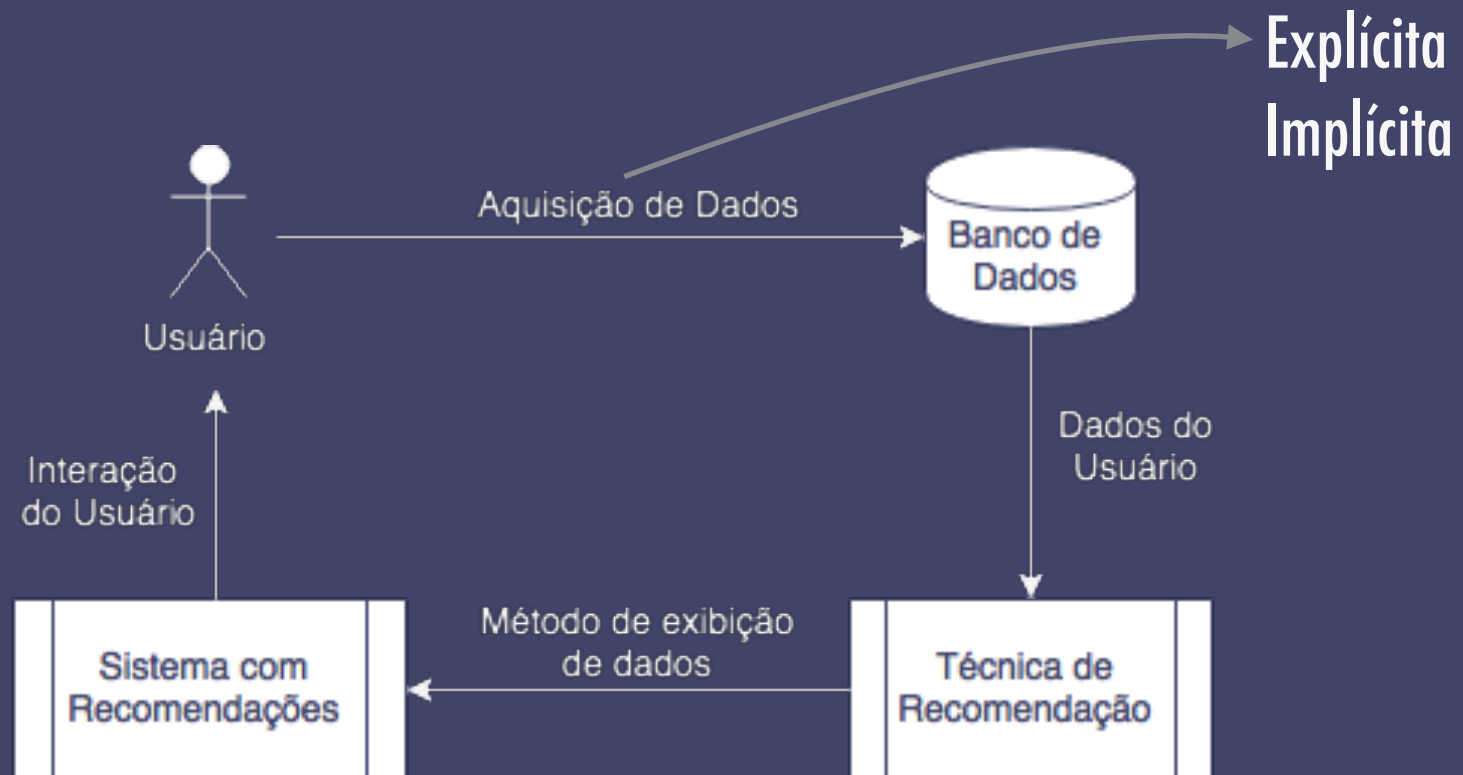 Explícita
Implícita
Aquisição de Dados
Banco de
Dados
Usuário
Dados do
Usuário
Interação
do Usuário
Método de exibição
de dados
Sistema com
Recomendações
Técnica de
Recomendação